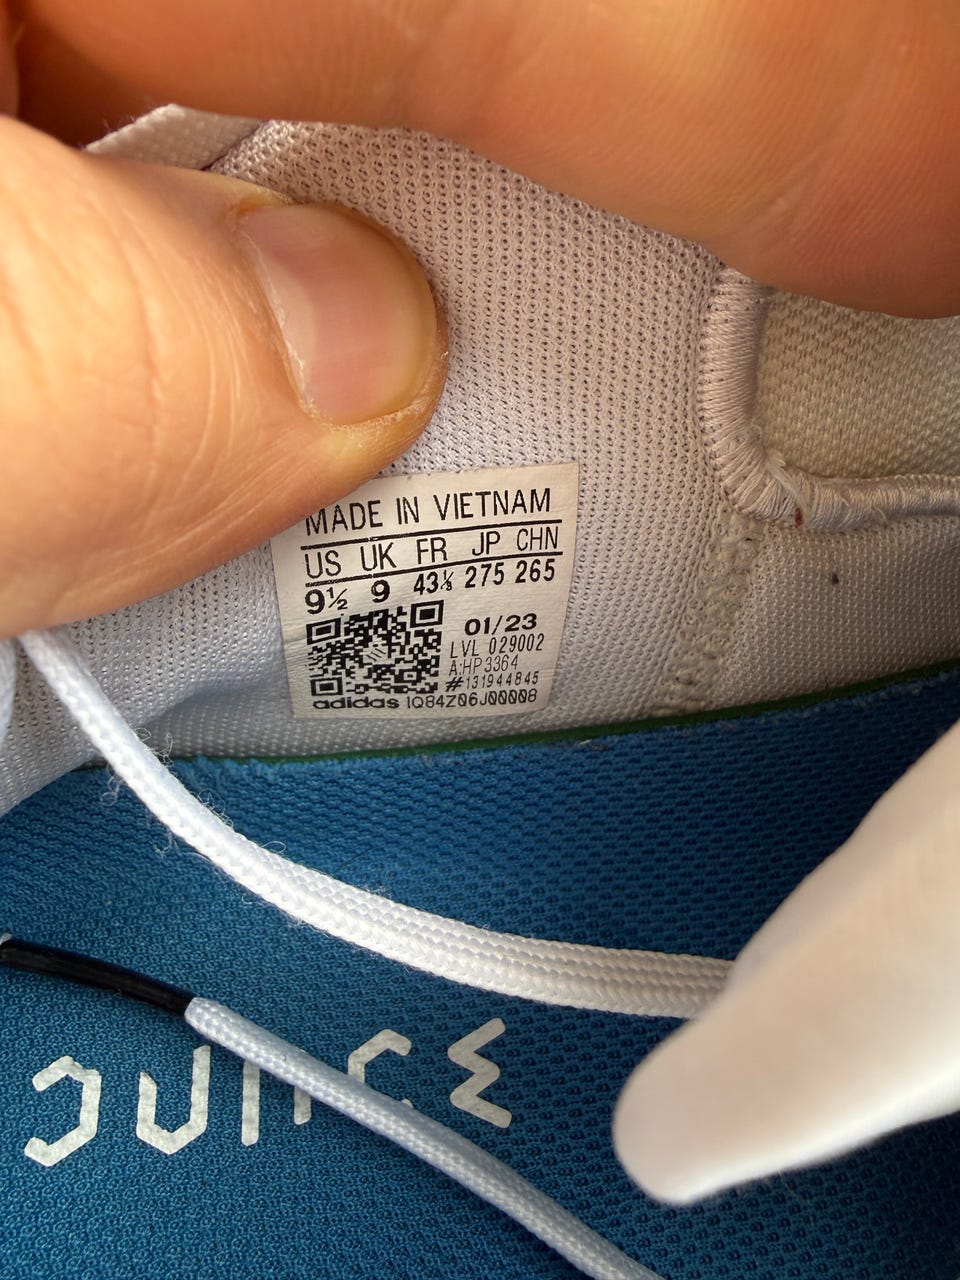 MADE IN VIETNAM
US UK FR JP CHN
9½ 9 43⅓ 275 265
01/23
LVL 029002
A:HP3364
#131944845
adidas 1Q84Z06J00008